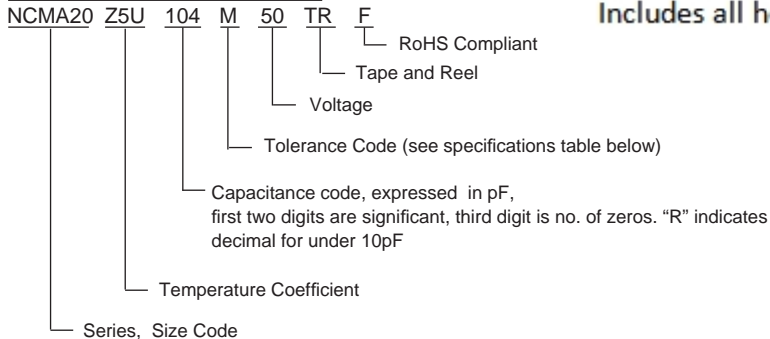 NCMA20 Z5U 104 M 50 TR F
Includes all
RoHS Compliant
Tape and Reel
Voltage
Tolerance Code (see specifications table below)
Capacitance code, expressed in pF,
first two digits are significant, third digit is no. of zeros. “R” indicates
decimal for under 10pF
Temperature Coefficient
Series, Size Code